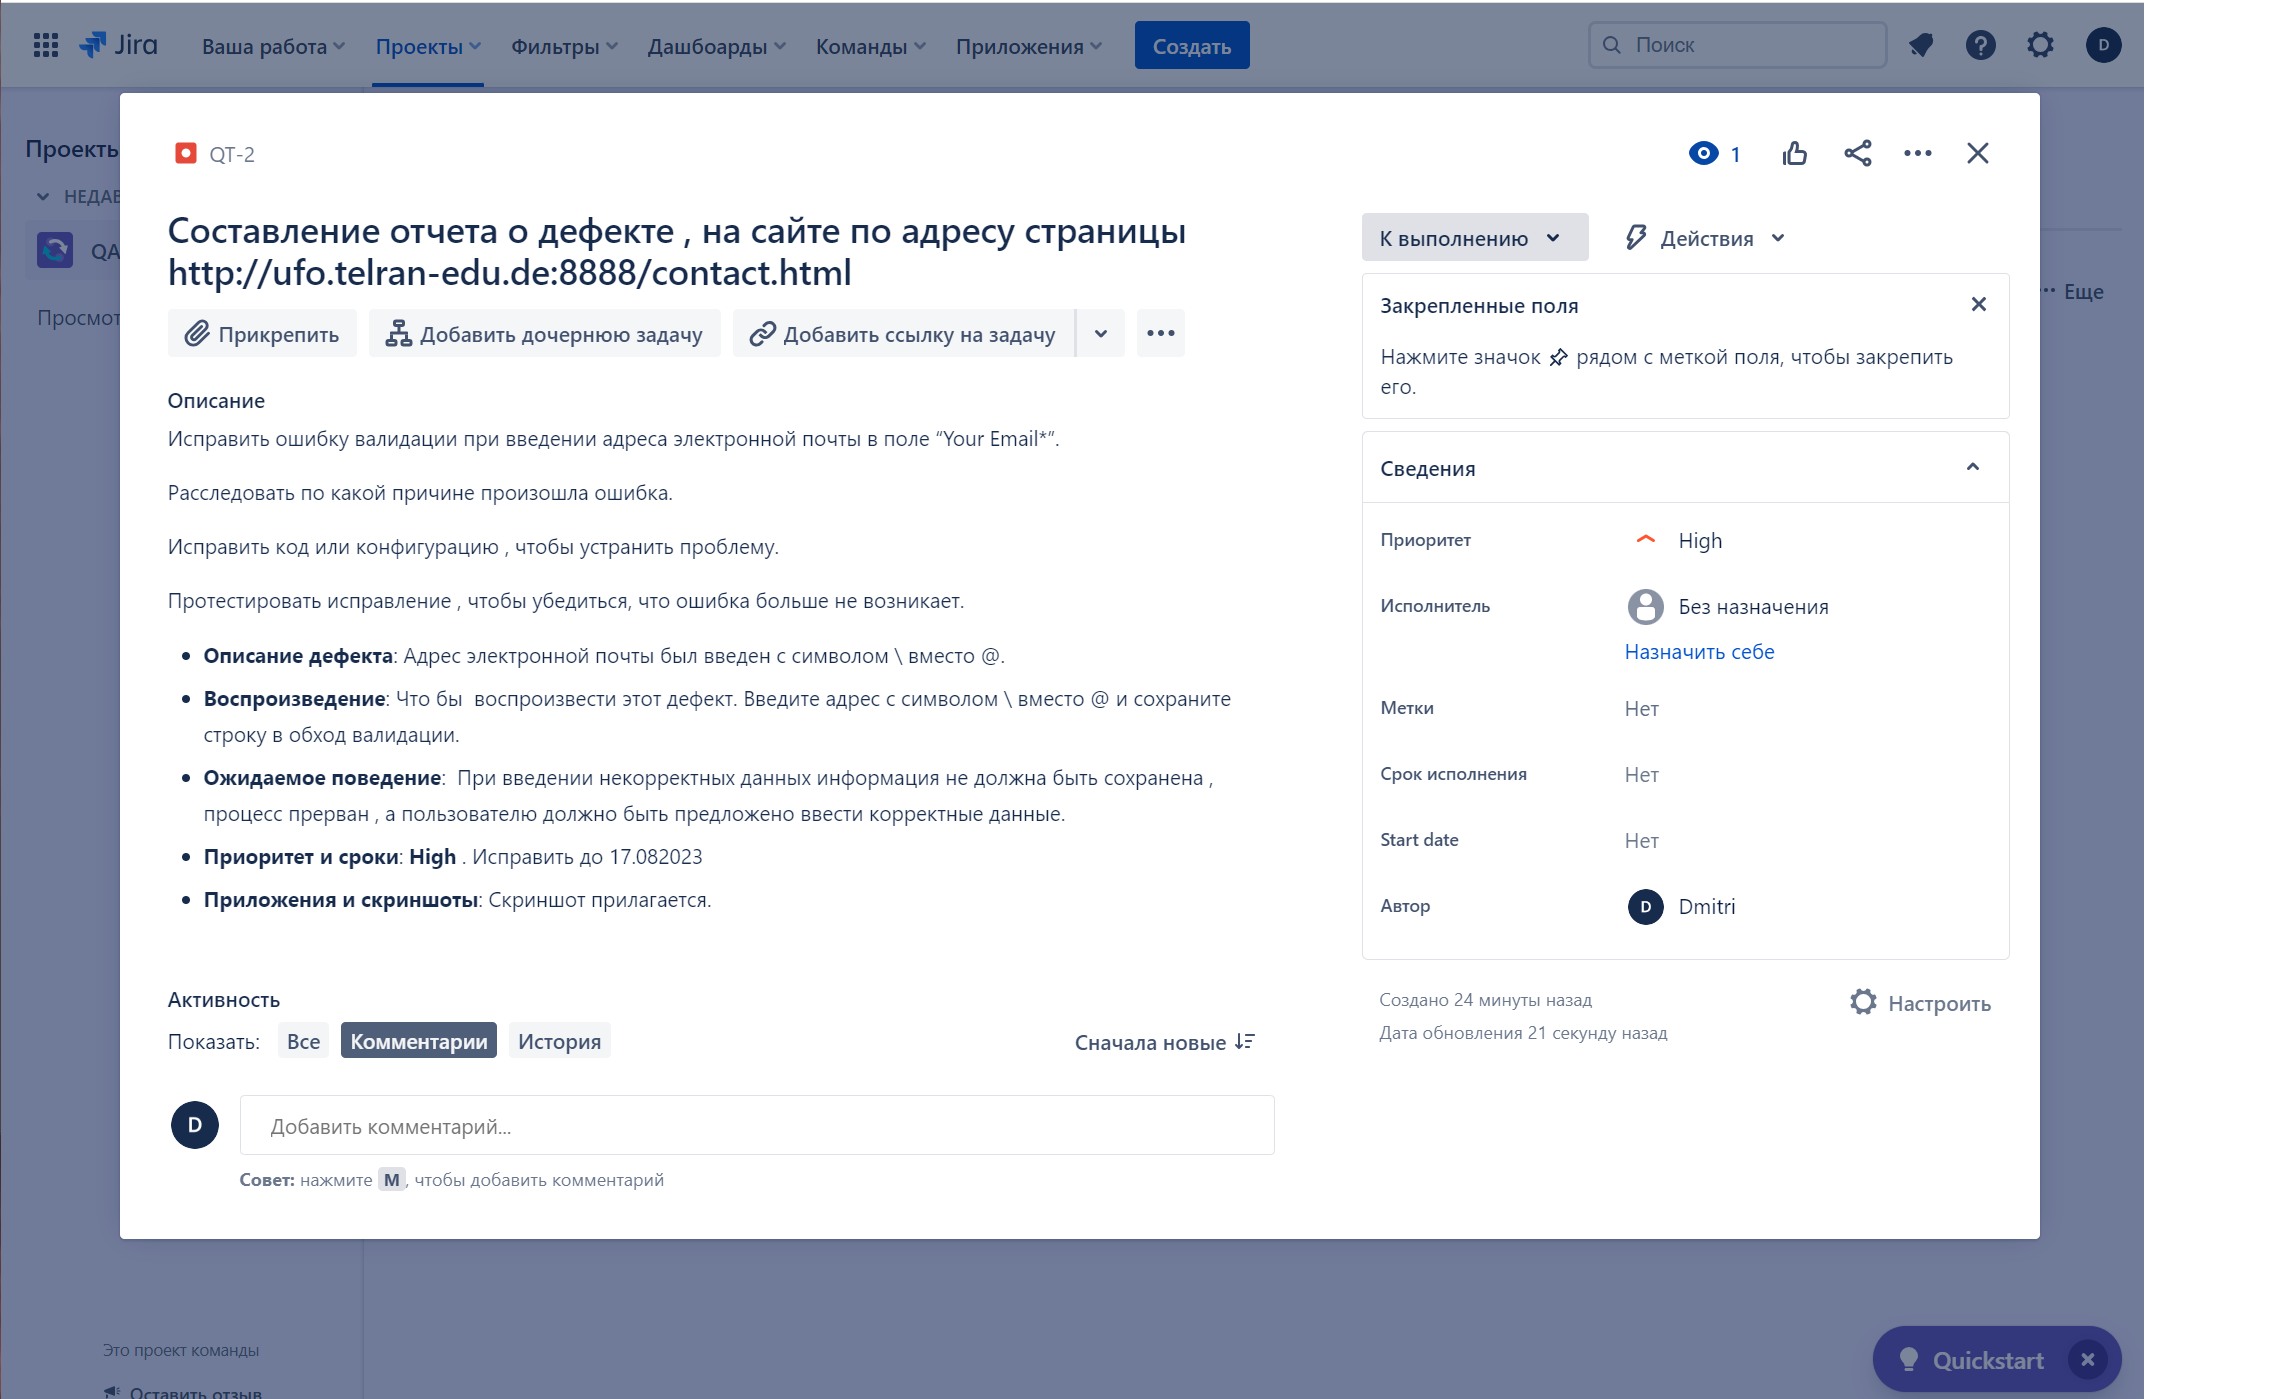 Jira
Ваша работа
Проекты
Фильтры
Дашбоарды
Команды
Приложения
Создать
Поиск
D
QT-2
1
Составление отчета о дефекте , на сайте по адресу страницы
http://ufo.telran-edu.de:8888/contact.html
Прикрепить
Добавить дочернюю задачу
Добавить ссылку на задачу
К выполнению
Действия
Еще
Закрепленные поля
Нажмите значок рядом с меткой поля, чтобы закрепить
его.
Описание
Исправить ошибку валидации при введении адреса электронной почты в поле “Your Email*”.
Расследовать по какой причине произошла ошибка.
Исправить код или конфигурацию , чтобы устранить проблему.
Протестировать исправление , чтобы убедиться, что ошибка больше не возникает.
Описание дефекта: Адрес электронной почты был введен с символом \ вместо @.
Воспроизведение: Что бы воспроизвести этот дефект. Введите адрес с символом \ вместо @ и сохраните
строку в обход валидации.
Ожидаемое поведение: При введении некорректных данных информация не должна быть сохранена ,
процесс прерван , а пользователю должно быть предложено ввести корректные данные.
Приоритет и сроки: High . Исправить до 17.082023
Приложения и скриншоты: Скриншот прилагается.
Сведения
Приоритет
High
Исполнитель
Без назначения
Назначить себе
Метки
Нет
Срок исполнения
Нет
Start date
Нет
Автор
D
Dmitri
Создано 24 минуты назад
Дата обновления 21 секунду назад
Настроить
Активность
Показать:
Все
Комментарии
История
Сначала новые
D
Добавить комментарий...
Совет: нажмите M, чтобы добавить комментарий
Это проект команды
Оставить отзыв
Quickstart